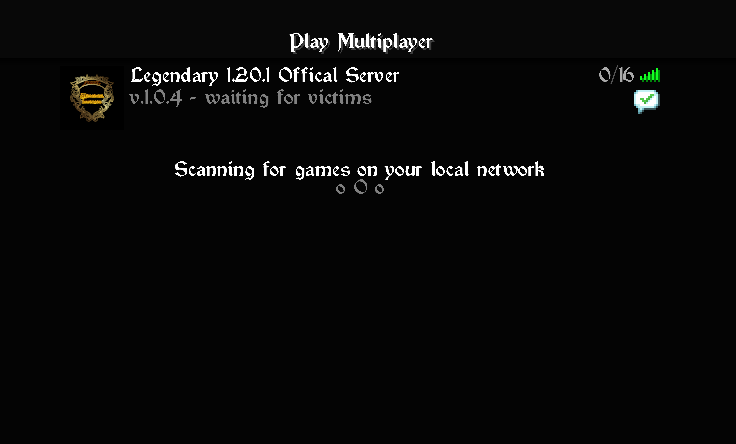 Play Multiplayer
Legendary 1.20.1 Offical Server
0/16
v.1.0.4 - waiting for victims
Scanning for games on your local network
o O o